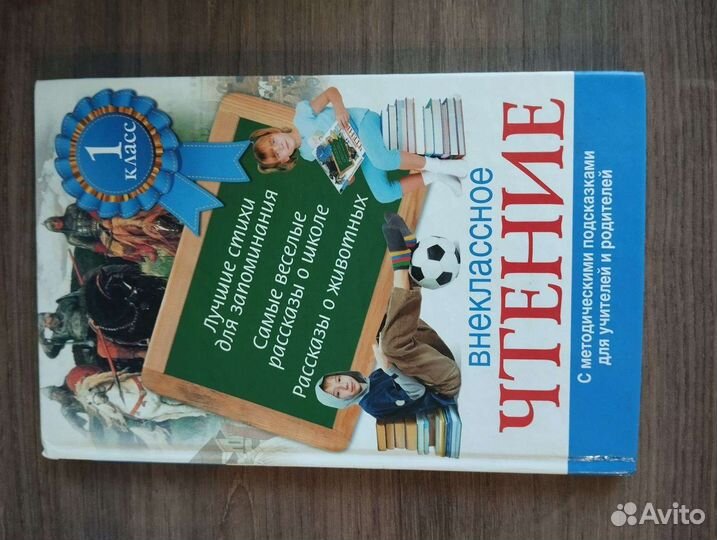 1
класс
Лучшие стихи
для запоминания
Самые веселые
рассказы о школе
Рассказы о животных
внеклассное
ЧТЕНИЕ
С методическими подсказками
для учителей и родителей
Avito